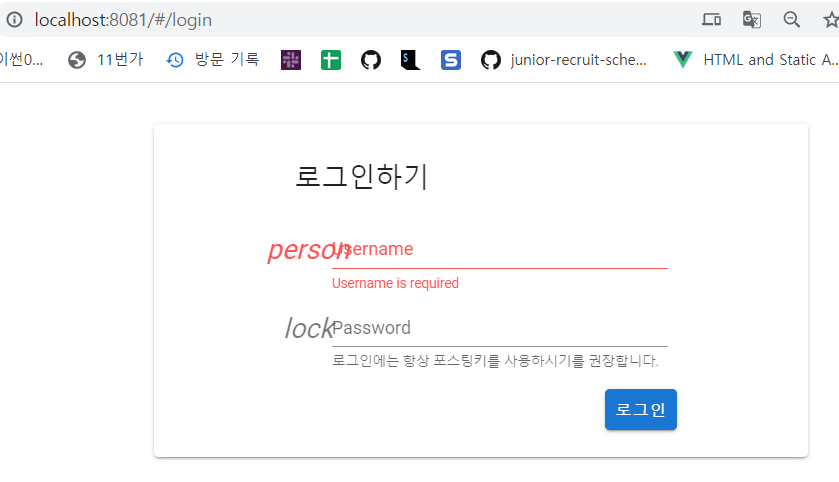 localhost:8081/#/login
이썬0... 11번가 방문 기록 junior-recruit-sche... HTML and Static A...
로그인하기
person Username
Username is required
lock Password
로그인에는 항상 포스팅키를 사용하시기를 권장합니다.
로그인